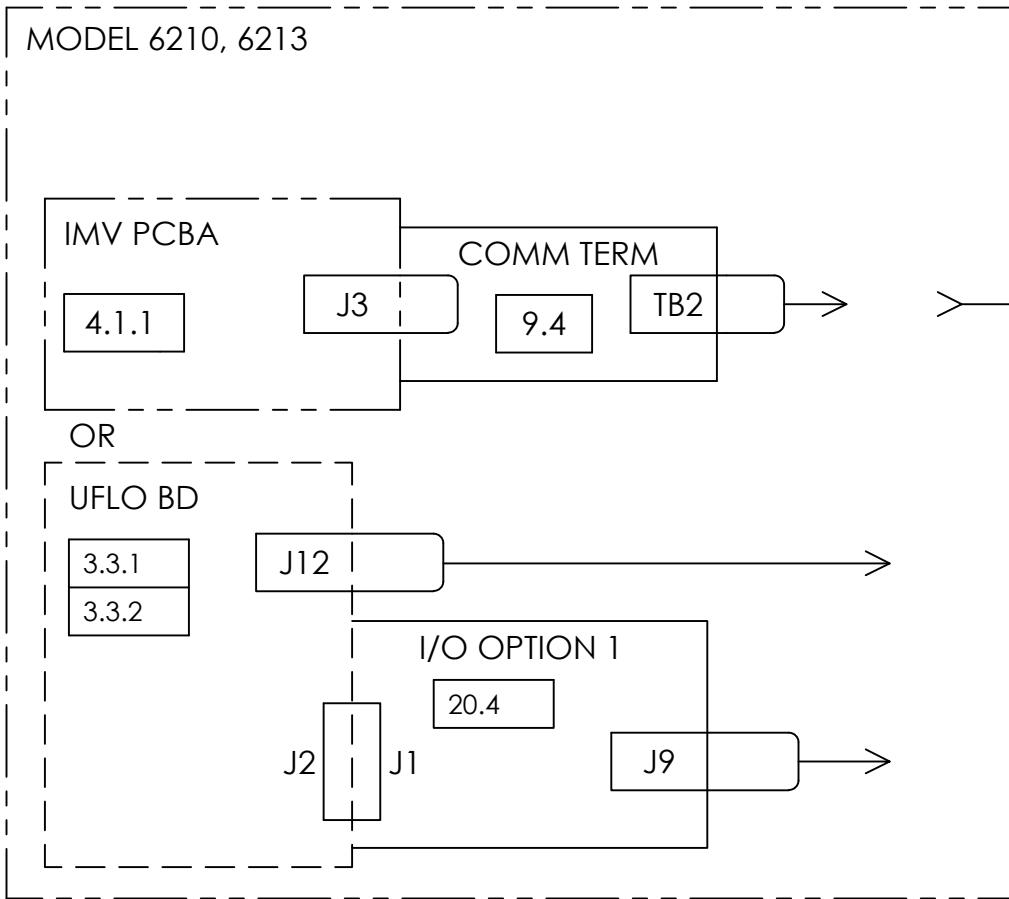 MODEL 6210, 6213
IMV PCBA
COMM TERM
J3
TB2
4.1.1
9.4
OR
UFLO BD
3.3.1
J12
3.3.2
I/O OPTION 1
20.4
J2
J1
J9